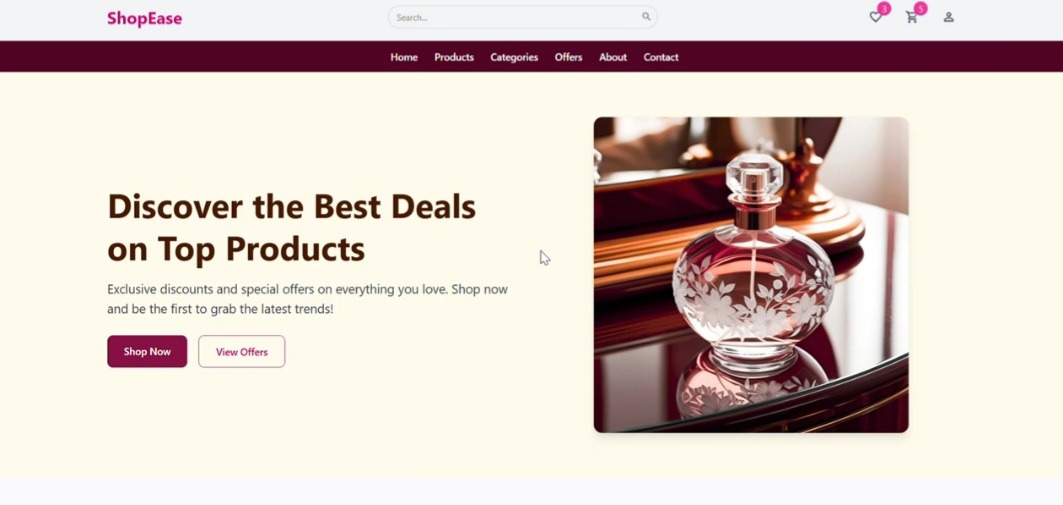 ShopEase
Search...
3
5
Home Products Categories Offers About Contact
Discover the Best Deals
on Top Products
Exclusive discounts and special offers on everything you love. Shop now
and be the first to grab the latest trends!
Shop Now View Offers